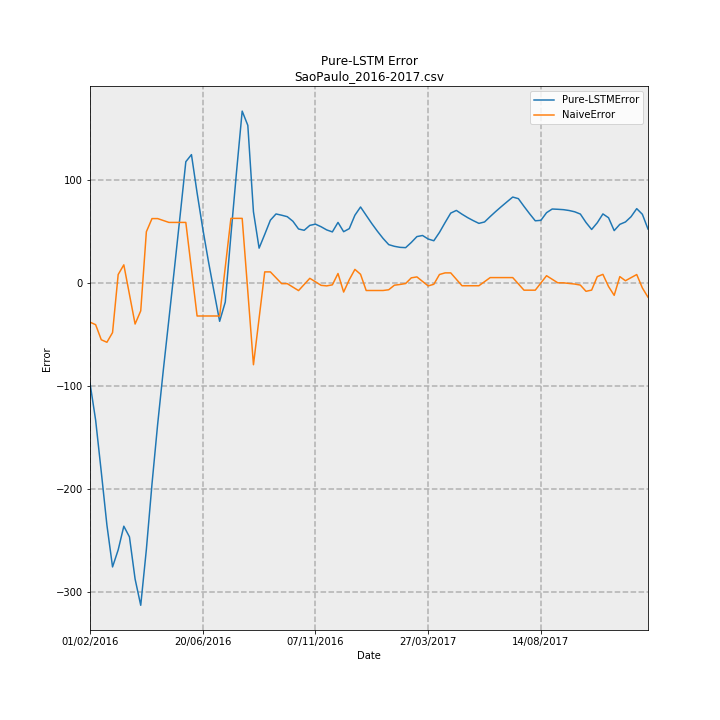 Pure-LSTM Error
SaoPaulo_2016-2017.csv
Pure-LSTMError
NaiveError
100
0
−100
−200
−300
Error
01/02/2016 20/06/2016 07/11/2016 27/03/2017 14/08/2017
Date